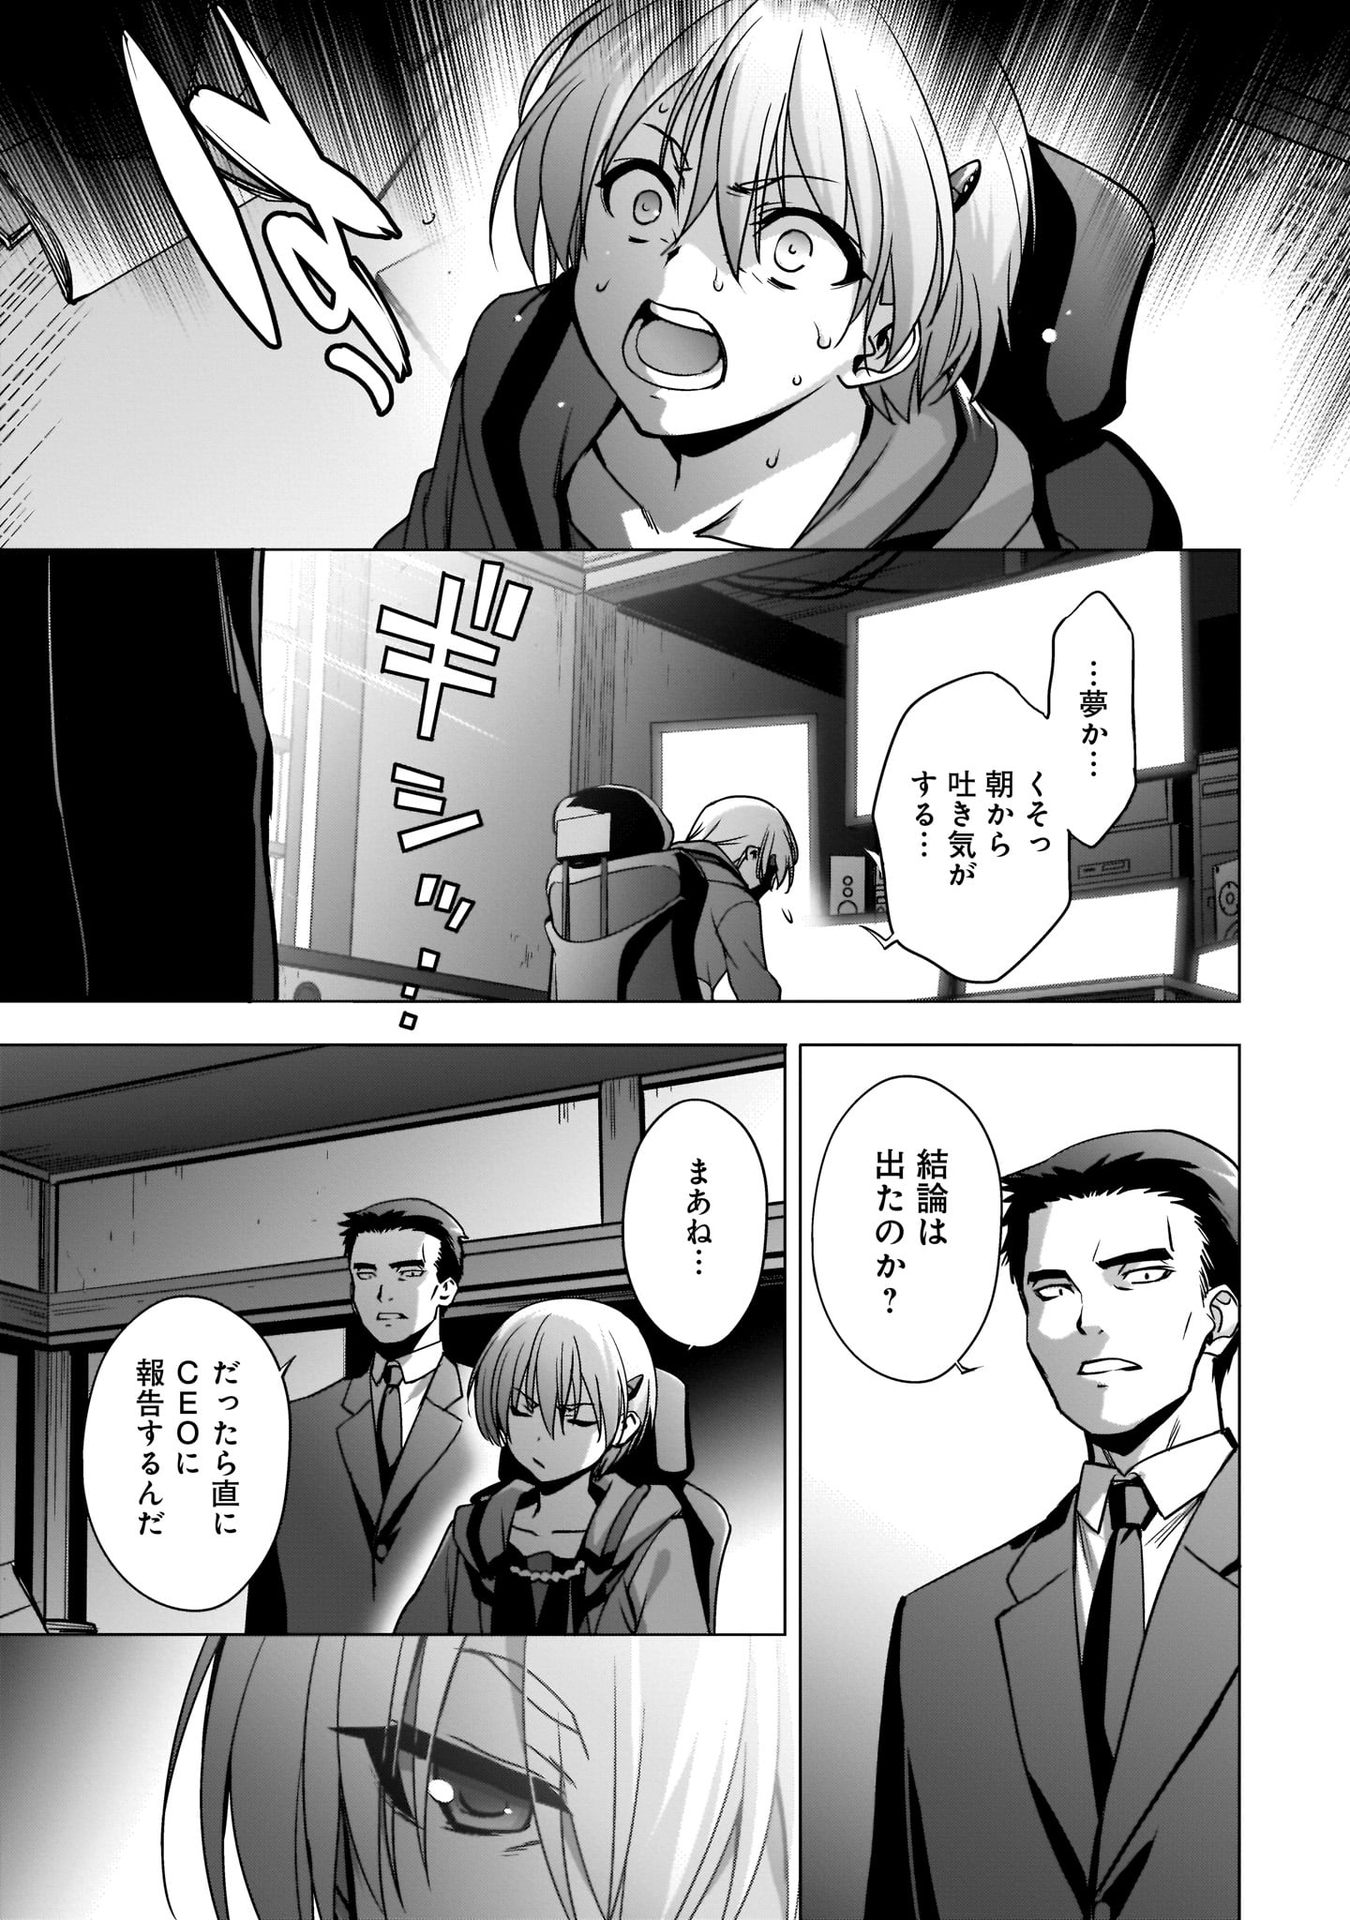 ハッ
…夢か…
くそっ
朝から
吐き気が
する…
ギシッ…
結論は
出たのか？
まあね…
だったら直に
CEOに
報告するんだ